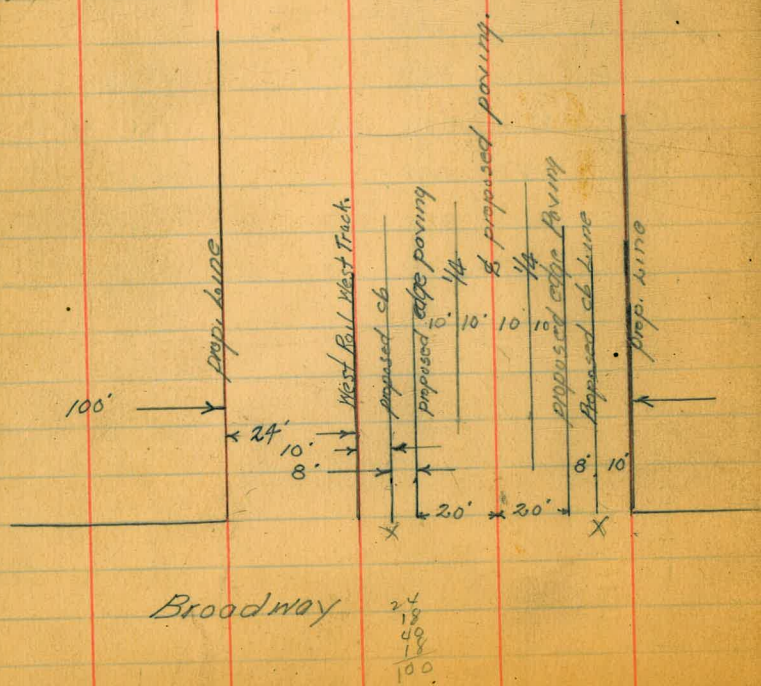 Prop. Line
West Rail West Track.
proposed cb
proposed edge paving
1/4
℄ proposed paving.
1/4
proposed edge Paving
Proposed cb Line
Prop. Line
10' 10' 10 10'
100'
24'
10'
8'
8' 10'
20' 20'
X X
Broadway
24
18
40
18
100